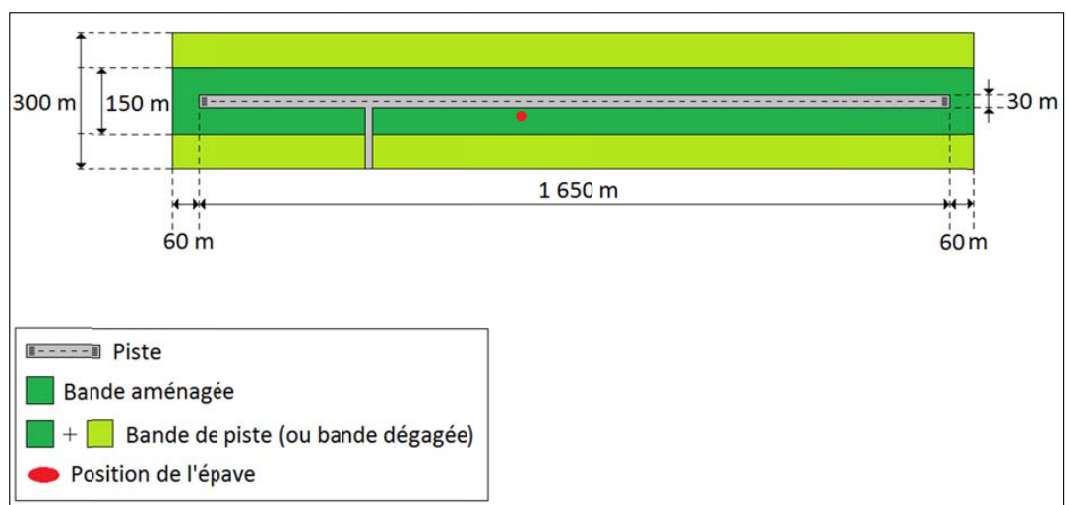 300 m
150 m
30 m
1 650 m
60 m
60 m
Piste
Bande aménagée
+ Bande de piste (ou bande dégagée)
Position de l'épave